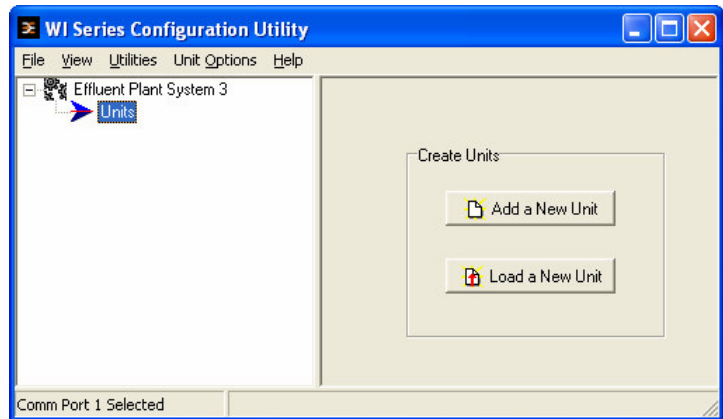 WI Series Configuration Utility
File View Utilities Unit Options Help
Effluent Plant System 3
Units
Create Units
Add a New Unit
Load a New Unit
Comm Port 1 Selected